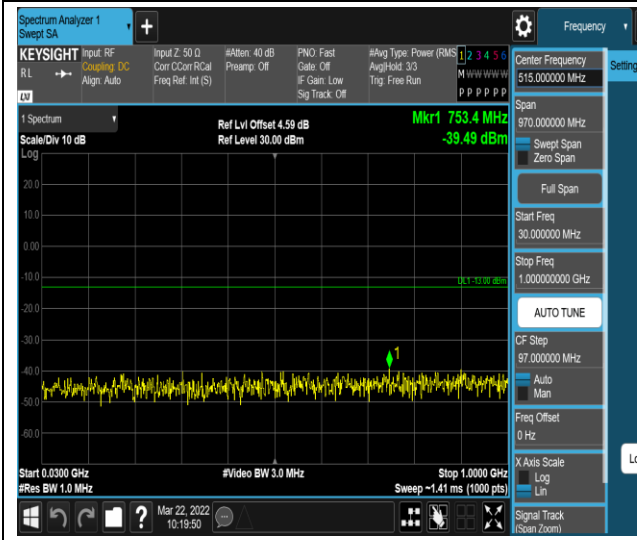 Spectrum Analyzer 1
Swept SA
+
Frequency
KEYSIGHT
RL
LXI
Input: RF
Coupling: DC
Align: Auto
Input Z: 50 Ω
Corr CCorr RCal
Freq Ref: Int (S)
#Atten: 40 dB
Preamp: Off
PNO: Fast
Gate: Off
IF Gain: Low
Sig Track: Off
#Avg Type: Power (RMS
Avg|Hold: 3/3
Trig: Free Run
1 2 3 4 5 6
M W W W W W
P P P P P P
1 Spectrum
Scale/Div 10 dB
Log
Ref Lvl Offset 4.59 dB
Ref Level 30.00 dBm
Mkr1 753.4 MHz
-39.49 dBm
20.0
10.0
0.00
-10.0
DL1 -13.00 dBm
-20.0
-30.0
1
-40.0
-50.0
-60.0
Start 0.0300 GHz
#Res BW 1.0 MHz
#Video BW 3.0 MHz
Stop 1.0000 GHz
Sweep ~1.41 ms (1000 pts)
?
Mar 22, 2022
10:19:50
Center Frequency
515.000000 MHz
Settings
Span
970.000000 MHz
Swept Span
Zero Span
Full Span
Start Freq
30.000000 MHz
Stop Freq
1.000000000 GHz
AUTO TUNE
CF Step
97.000000 MHz
Auto
Man
Freq Offset
0 Hz
X Axis Scale
Log
Lin
Lo
Signal Track
(Span Zoom)